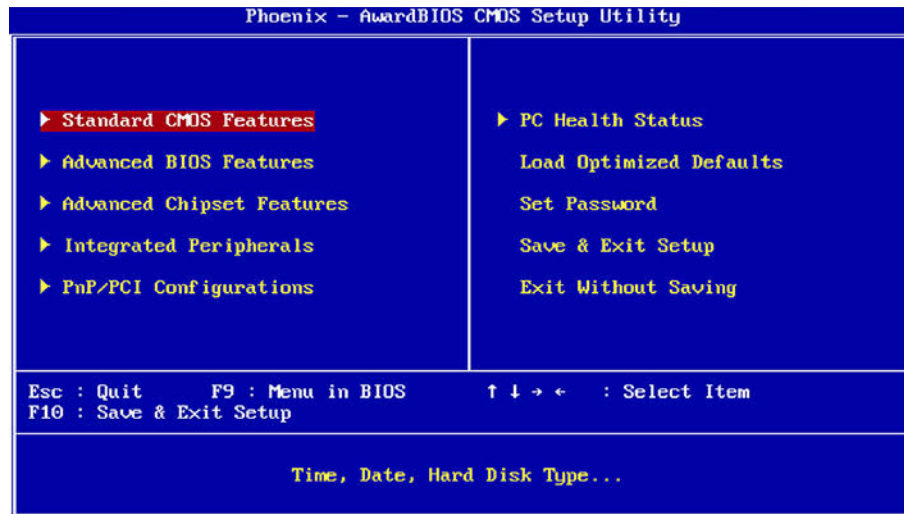 Phoenix - AwardBIOS CMOS Setup Utility
▶ Standard CMOS Features
▶ Advanced BIOS Features
▶ Advanced Chipset Features
▶ Integrated Peripherals
▶ PnP/PCI Configurations
▶ PC Health Status
Load Optimized Defaults
Set Password
Save & Exit Setup
Exit Without Saving
Esc : Quit F9 : Menu in BIOS ↑ ↓ → ← : Select Item
F10 : Save & Exit Setup
Time, Date, Hard Disk Type...